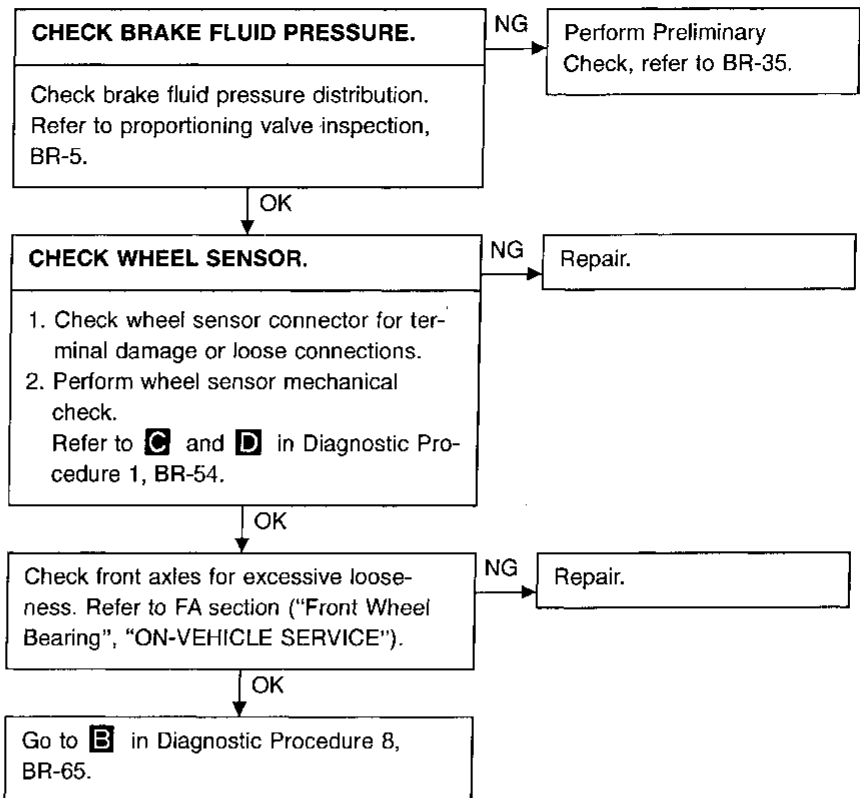 CHECK BRAKE FLUID PRESSURE.
NG
Perform Preliminary
Check, refer to BR-35.
Check brake fluid pressure distribution.
Refer to proportioning valve inspection,
BR-5.
OK
CHECK WHEEL SENSOR.
NG
Repair.
1. Check wheel sensor connector for ter-
minal damage or loose connections.
2. Perform wheel sensor mechanical
check.
Refer to C and D in Diagnostic Pro-
cedure 1, BR-54.
OK
Check front axles for excessive loose-
ness. Refer to FA section ("Front Wheel
Bearing", "ON-VEHICLE SERVICE").
NG
Repair.
OK
Go to B in Diagnostic Procedure 8,
BR-65.